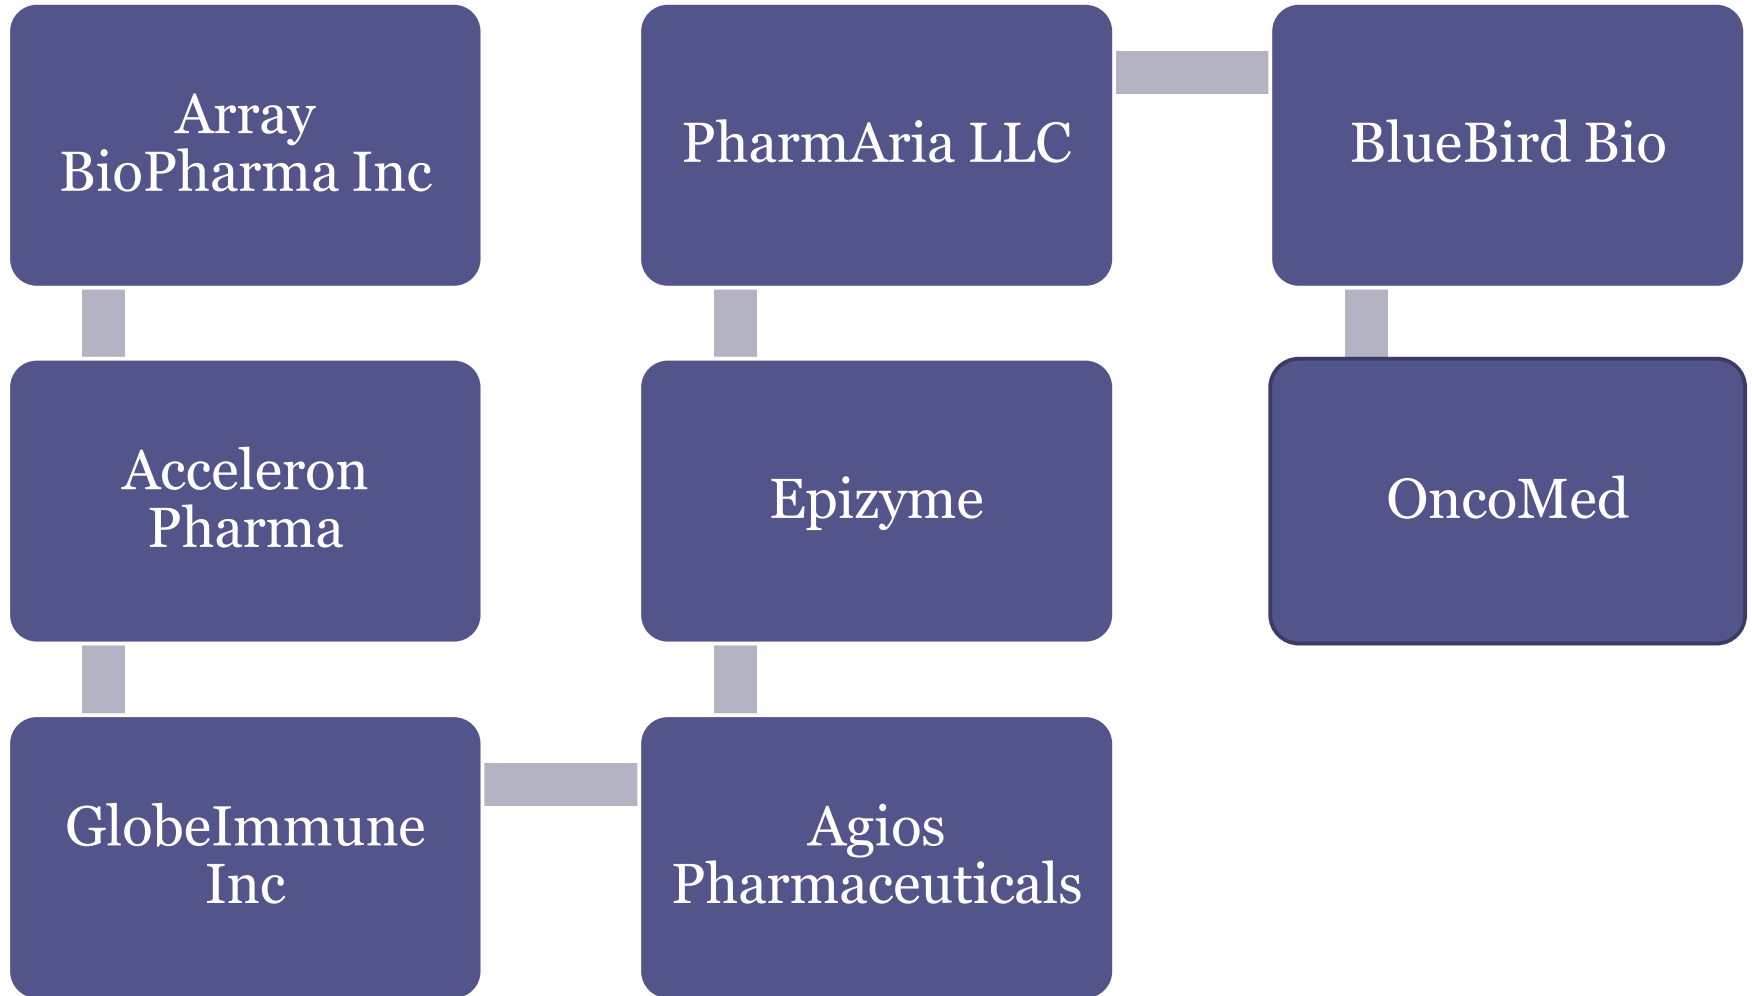 Array
BioPharma Inc
Acceleron
Pharma
GlobeImmune
Inc
Agios
Pharmaceuticals
Epizyme
PharmAria LLC
BlueBird Bio
OncoMed